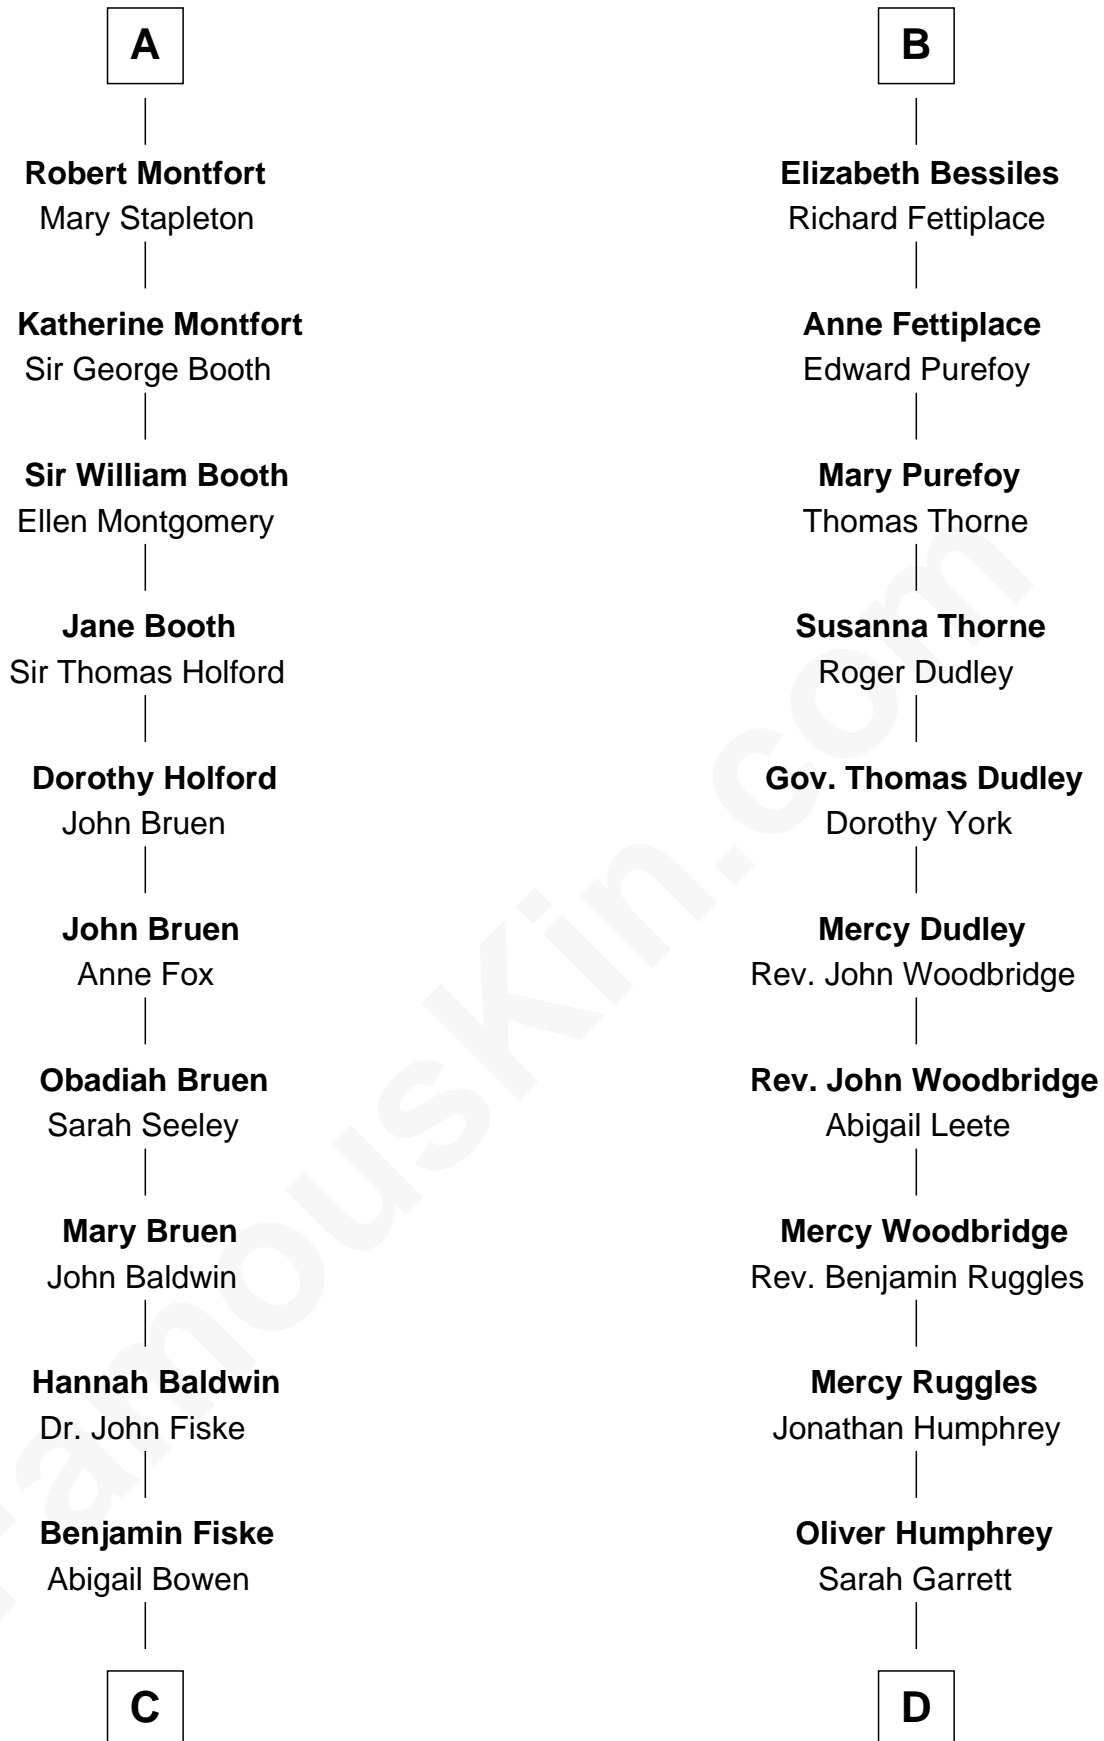 A
Robert Montfort
Mary Stapleton
Katherine Montfort
Sir George Booth
Sir William Booth
Ellen Montgomery
Jane Booth
Sir Thomas Holford
Dorothy Holford
John Bruen
John Bruen
Anne Fox
Obadiah Bruen
Sarah Seeley
Mary Bruen
John Baldwin
Hannah Baldwin
Dr. John Fiske
Benjamin Fiske
Abigail Bowen
C
B
Elizabeth Bessiles
Richard Fettiplace
Anne Fettiplace
Edward Purefoy
Mary Purefoy
Thomas Thorne
Susanna Thorne
Roger Dudley
Gov. Thomas Dudley
Dorothy York
Mercy Dudley
Rev. John Woodbridge
Rev. John Woodbridge
Abigail Leete
Mercy Woodbridge
Rev. Benjamin Ruggles
Mercy Ruggles
Jonathan Humphrey
Oliver Humphrey
Sarah Garrett
D
FamousKin.com